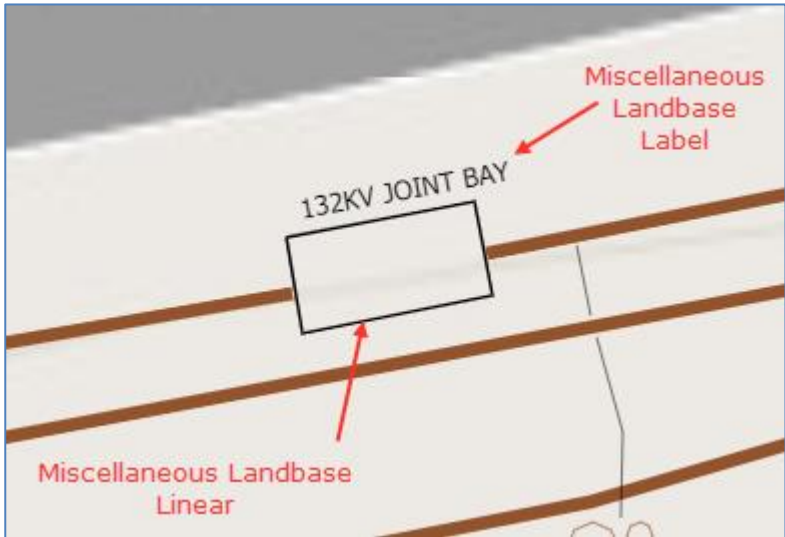 Miscellaneous
Landbase
Label
132KV JOINT BAY
Miscellaneous Landbase
Linear